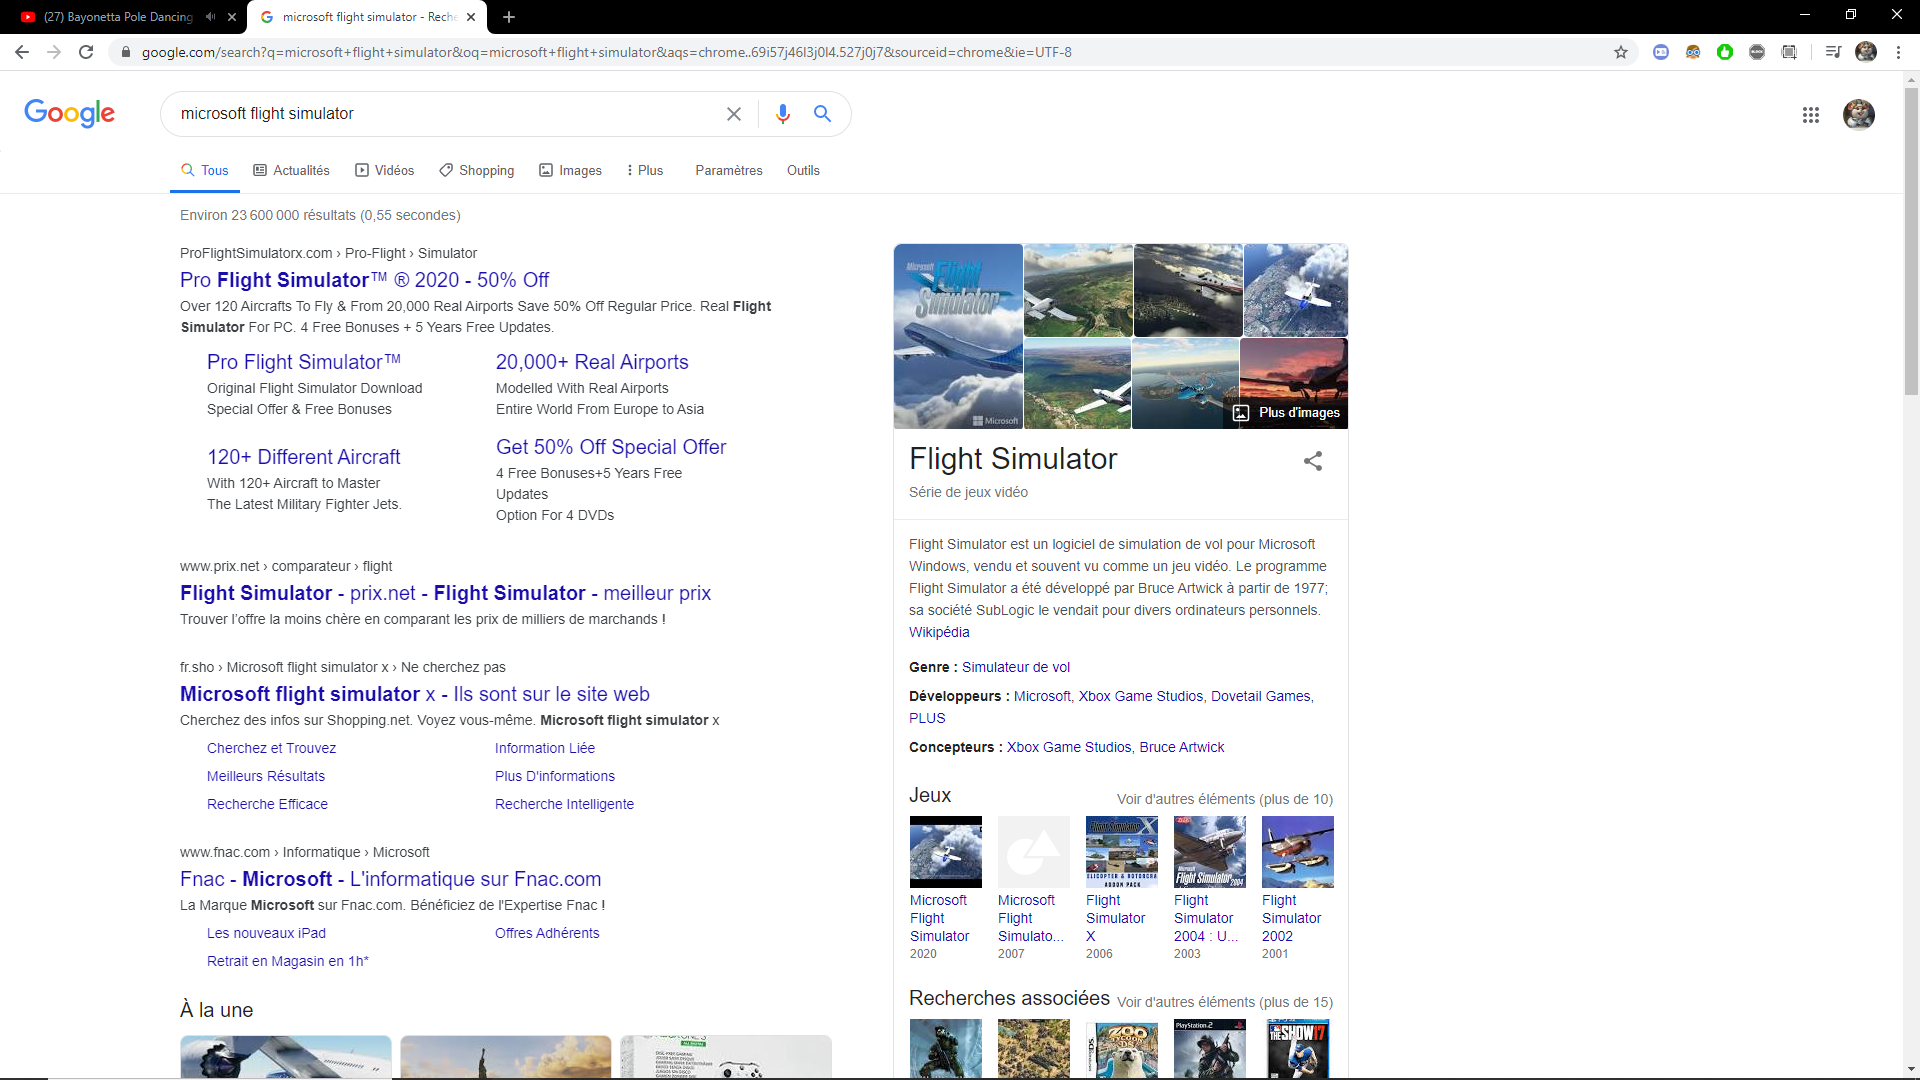 (27) Bayonetta Pole Dancing
microsoft flight simulator - Reche
google.com/search?q=microsoft+flight+simulator&oq=microsoft+flight+simulator&aqs=chrome..69i57j46l3j0l4.527j0j7&sourceid=chrome&ie=UTF-8
Google
microsoft flight simulator
Tous
Actualités
Vidéos
Shopping
Images
Plus
Paramètres
Outils
Environ 23 600 000 résultats (0,55 secondes)
ProFlightSimulatorx.com › Pro-Flight › Simulator
Pro Flight Simulator™ ® 2020 - 50% Off
Over 120 Aircrafts To Fly & From 20,000 Real Airports Save 50% Off Regular Price. Real Flight
Simulator For PC. 4 Free Bonuses + 5 Years Free Updates.
Pro Flight Simulator™
Original Flight Simulator Download
Special Offer & Free Bonuses
20,000+ Real Airports
Modelled With Real Airports
Entire World From Europe to Asia
120+ Different Aircraft
With 120+ Aircraft to Master
The Latest Military Fighter Jets.
Get 50% Off Special Offer
4 Free Bonuses+5 Years Free
Updates
Option For 4 DVDs
www.prix.net › comparateur › flight
Flight Simulator - prix.net - Flight Simulator - meilleur prix
Trouver l'offre la moins chère en comparant les prix de milliers de marchands !
fr.sho › Microsoft flight simulator x › Ne cherchez pas
Microsoft flight simulator x - Ils sont sur le site web
Cherchez des infos sur Shopping.net. Voyez vous-même. Microsoft flight simulator x
Cherchez et Trouvez
Information Liée
Meilleurs Résultats
Plus D'informations
Recherche Efficace
Recherche Intelligente
www.fnac.com › Informatique › Microsoft
Fnac - Microsoft - L'informatique sur Fnac.com
La Marque Microsoft sur Fnac.com. Bénéficiez de l'Expertise Fnac !
Les nouveaux iPad
Offres Adhérents
Retrait en Magasin en 1h*
À la une
Microsoft
Flight
Simulator
Microsoft
Plus d'images
Flight Simulator
Série de jeux vidéo
Flight Simulator est un logiciel de simulation de vol pour Microsoft
Windows, vendu et souvent vu comme un jeu vidéo. Le programme
Flight Simulator a été développé par Bruce Artwick à partir de 1977;
sa société SubLogic le vendait pour divers ordinateurs personnels.
Wikipédia
Genre : Simulateur de vol
Développeurs : Microsoft, Xbox Game Studios, Dovetail Games,
PLUS
Concepteurs : Xbox Game Studios, Bruce Artwick
Jeux
Voir d'autres éléments (plus de 10)
Flight Simulator X
ADDON PACK
Flight Simulator 2004
Microsoft
Flight
Simulator
2020
Microsoft
Flight
Simulato...
2007
Flight
Simulator
X
2006
Flight
Simulator
2004 : U...
2003
Flight
Simulator
2002
2001
Recherches associées
Voir d'autres éléments (plus de 15)
ZOO
TYCOON
DS
PlayStation.2
THE SHOW 17